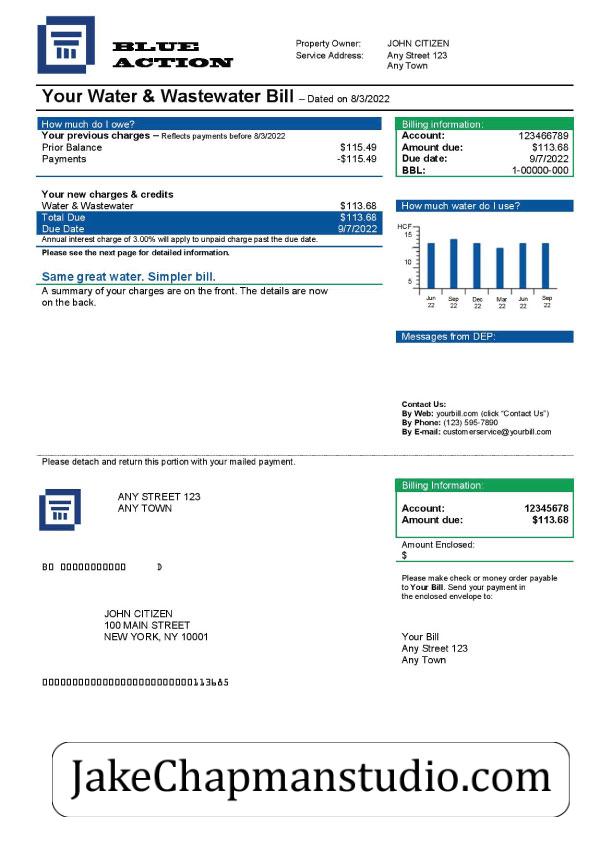 BLUE
ACTION
Property Owner: JOHN CITIZEN
Service Address: Any Street 123
Any Town
Your Water & Wastewater Bill – Dated on 8/3/2022
How much do I owe?
Your previous charges – Reflects payments before 8/3/2022
Prior Balance $115.49
Payments -$115.49
Your new charges & credits
Water & Wastewater $113.68
Total Due $113.68
Due Date 9/7/2022
Annual interest charge of 3.00% will apply to unpaid charge past the due date.
Please see the next page for detailed information.
Same great water. Simpler bill.
A summary of your charges are on the front. The details are now
on the back.
Billing information:
Account: 123466789
Amount due: $113.68
Due date: 9/7/2022
BBL: 1-00000-000
How much water do I use?
HCF
15
10
5
Jun Sep Dec Mar Jun Sep
22 22 22 22 22 22
Messages from DEP:
Contact Us:
By Web: yourbill.com (click “Contact Us”)
By Phone: (123) 595-7890
By E-mail: customerservice@yourbill.com
Please detach and return this portion with your mailed payment.
ANY STREET 123
ANY TOWN
Billing Information:
Account: 12345678
Amount due: $113.68
Amount Enclosed:
$
Please make check or money order payable
to Your Bill. Send your payment in
the enclosed envelope to:
JOHN CITIZEN
100 MAIN STREET
NEW YORK, NY 10001
Your Bill
Any Street 123
Any Town
JakeChapmanstudio.com